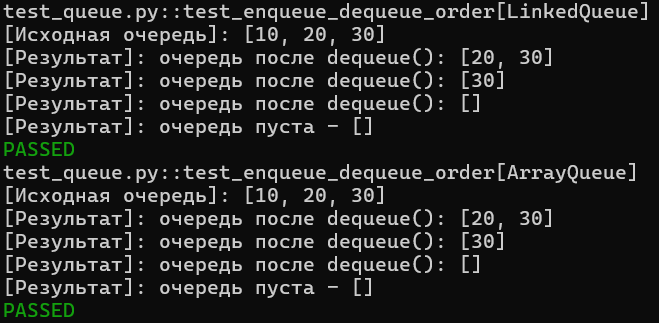 test_queue.py::test_enqueue_dequeue_order[LinkedQueue]
[Исходная очередь]: [10, 20, 30]
[Результат]: очередь после dequeue(): [20, 30]
[Результат]: очередь после dequeue(): [30]
[Результат]: очередь после dequeue(): []
[Результат]: очередь пуста - []
PASSED
test_queue.py::test_enqueue_dequeue_order[ArrayQueue]
[Исходная очередь]: [10, 20, 30]
[Результат]: очередь после dequeue(): [20, 30]
[Результат]: очередь после dequeue(): [30]
[Результат]: очередь после dequeue(): []
[Результат]: очередь пуста - []
PASSED